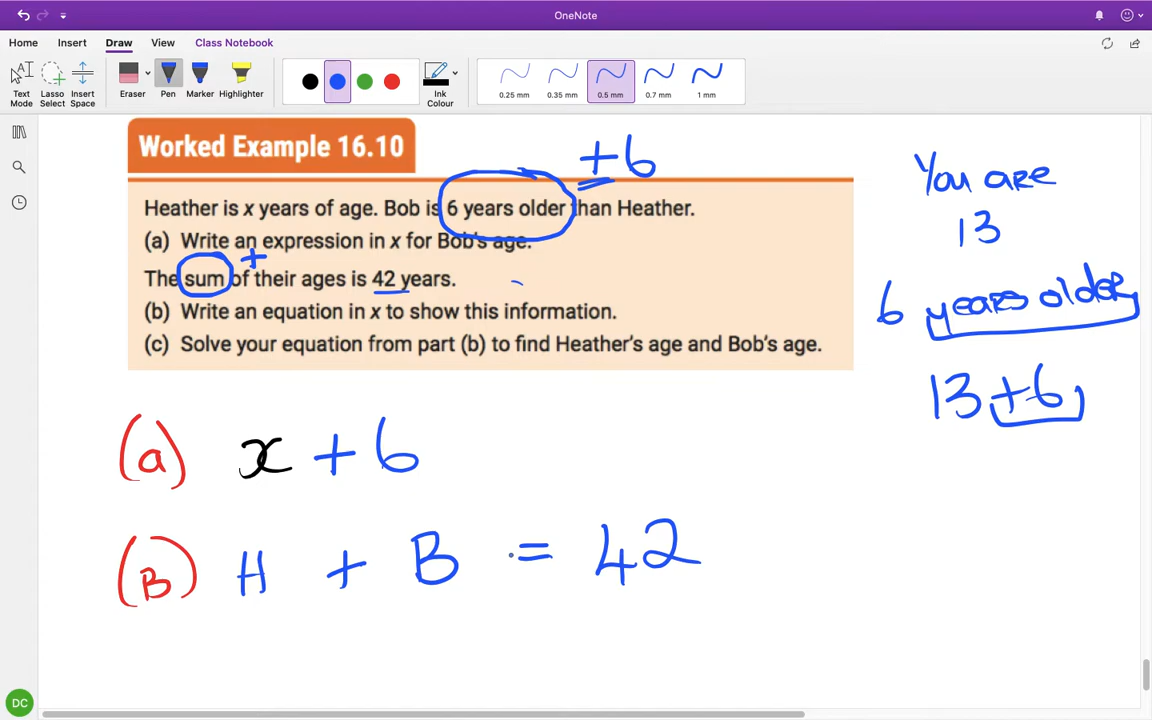 OneNote
Home Insert Draw View Class Notebook
Text Mode Lasso Select Insert Space Eraser Pen Marker Highlighter Ink Colour 0.25 mm 0.35 mm 0.5 mm 0.7 mm 1 mm
Worked Example 16.10
+6
Heather is x years of age. Bob is 6 years older than Heather.
(a) Write an expression in x for Bob's age.
+
The sum of their ages is 42 years.
(b) Write an equation in x to show this information.
(c) Solve your equation from part (b) to find Heather's age and Bob's age.
You are
13
6 years older
13 +6
(a) x + 6
(B) H + B = 42
DC